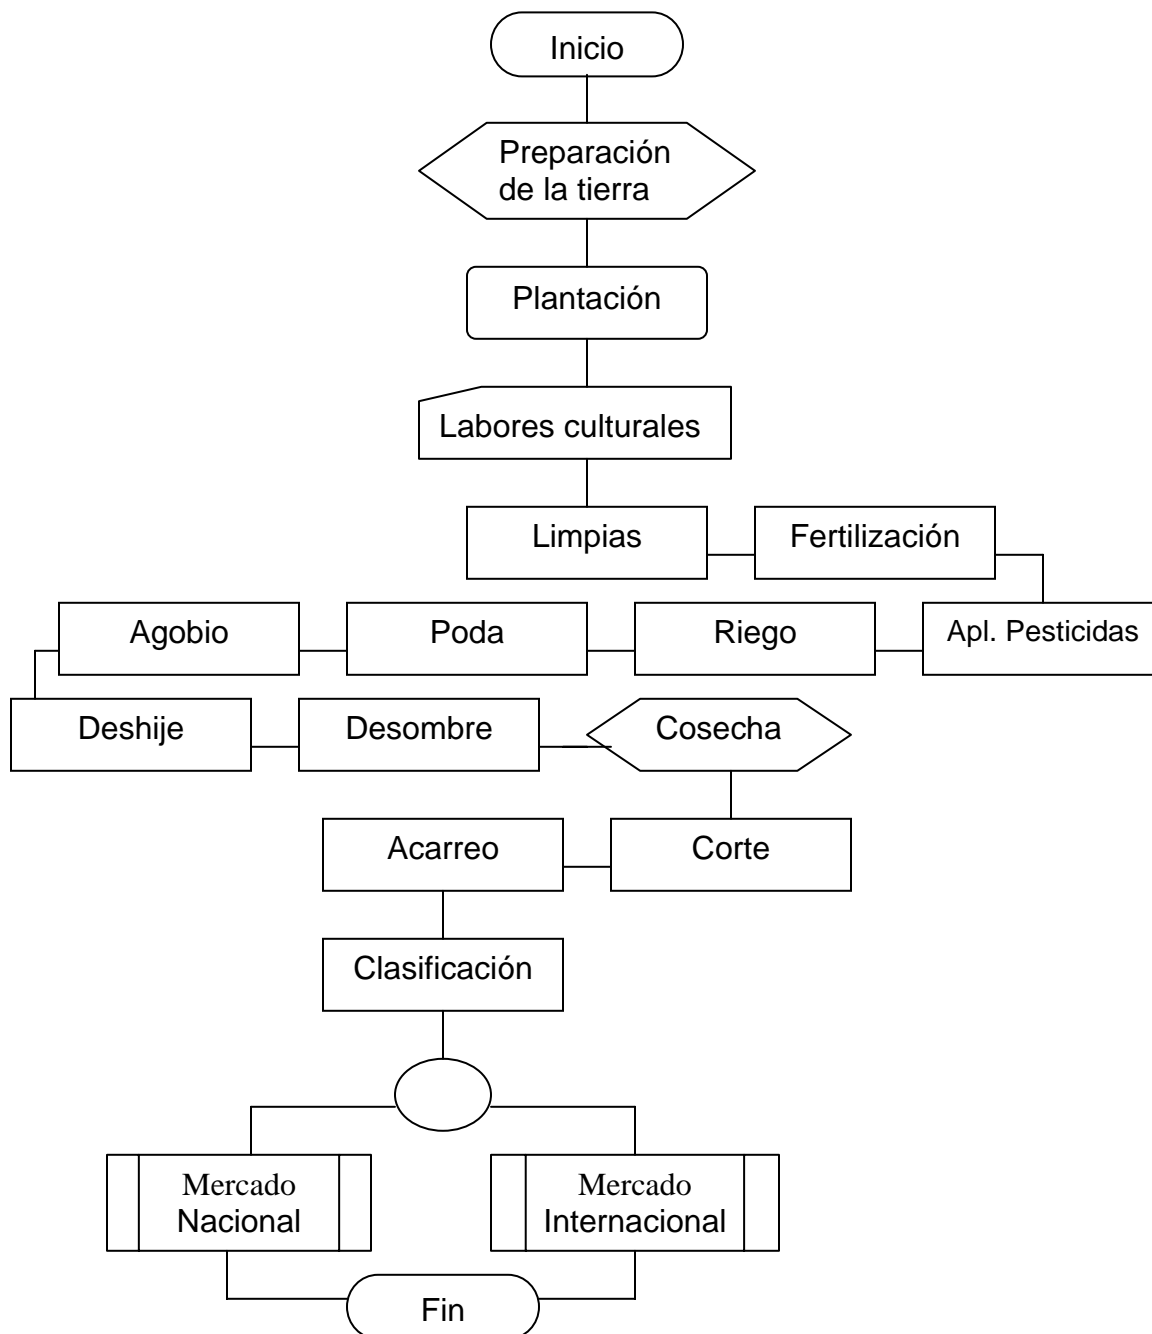 Inicio
Preparación
de la tierra
Plantación
Labores culturales
Limpias
Fertilización
Apl. Pesticidas
Riego
Poda
Agobio
Deshije
Desombre
Cosecha
Corte
Acarreo
Clasificación
Mercado
Nacional
Mercado
Internacional
Fin